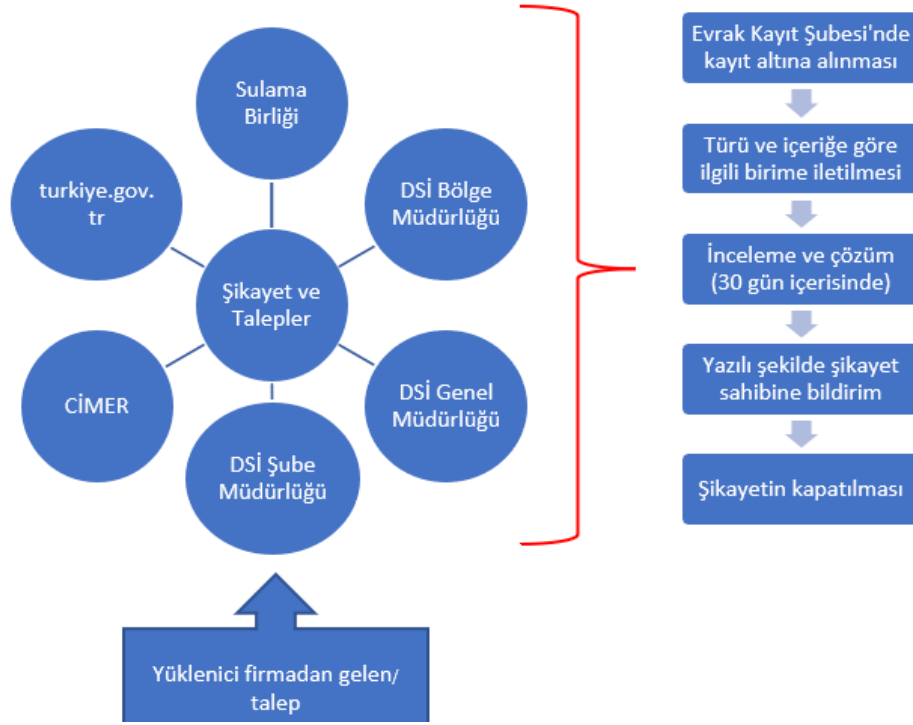 Sulama
Birliği
turkiye.gov.
tr
DSİ Bölge
Müdürlüğü
Şikayet ve
Talepler
CİMER
DSİ Genel
Müdürlüğü
DSİ Şube
Müdürlüğü
Yüklenici firmadan gelen/
talep
Evrak Kayıt Şubesi'nde
kayıt altına alınması
Türü ve içeriğe göre
ilgili birime iletilmesi
İnceleme ve çözüm
(30 gün içerisinde)
Yazılı şekilde şikayet
sahibine bildirim
Şikayetin kapatılması